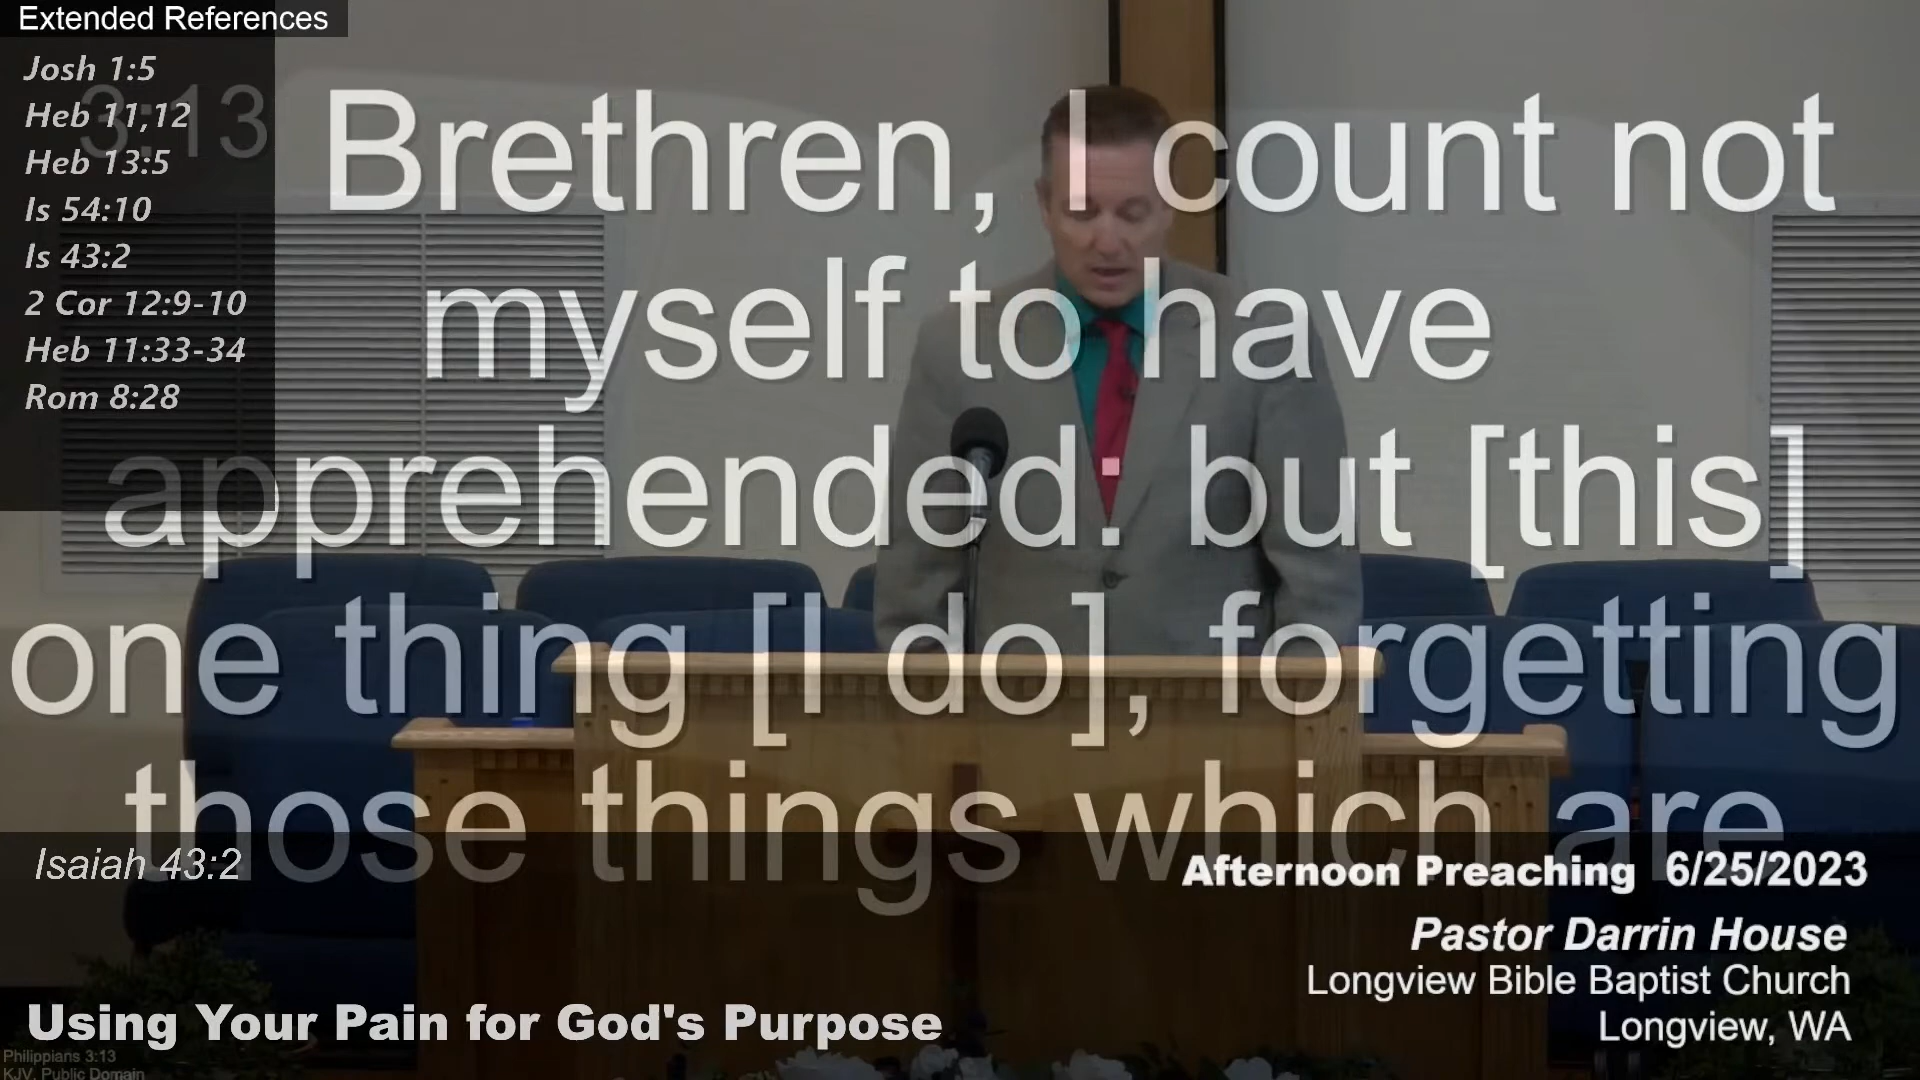 Extended References
Josh 1:5
Heb 11,12
Heb 13:5
Is 54:10
Is 43:2
2 Cor 12:9-10
Heb 11:33-34
Rom 8:28
3:13 Brethren, I count not
myself to have
apprehended: but [this]
one thing [I do], forgetting
those things which are
Isaiah 43:2
Afternoon Preaching 6/25/2023
Pastor Darrin House
Longview Bible Baptist Church
Longview, WA
Using Your Pain for God's Purpose
Philippians 3:13
KJV, Public Domain